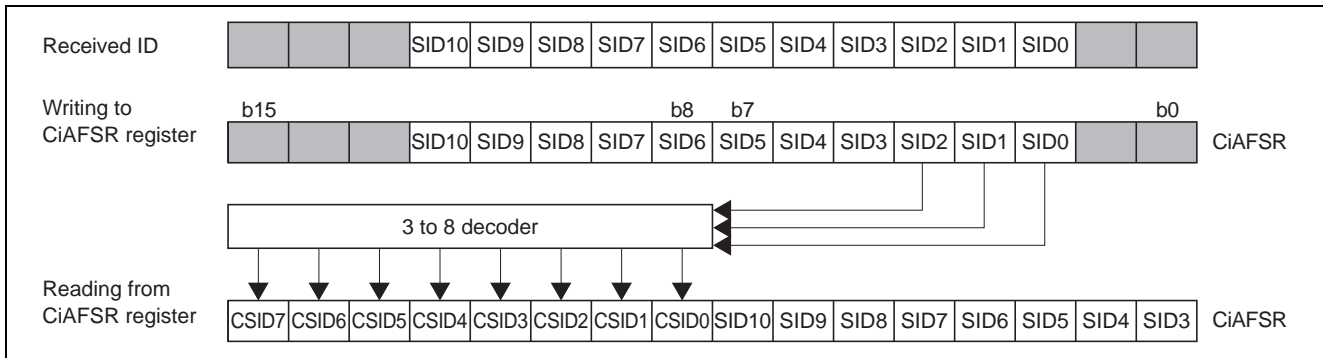 Received ID
SID10 SID9 SID8 SID7 SID6 SID5 SID4 SID3 SID2 SID1 SID0
Writing to
CiAFSR register
b15 b8 b7 b0
SID10 SID9 SID8 SID7 SID6 SID5 SID4 SID3 SID2 SID1 SID0 CiAFSR
3 to 8 decoder
Reading from
CiAFSR register
CSID7 CSID6 CSID5 CSID4 CSID3 CSID2 CSID1 CSID0 SID10 SID9 SID8 SID7 SID6 SID5 SID4 SID3 CiAFSR